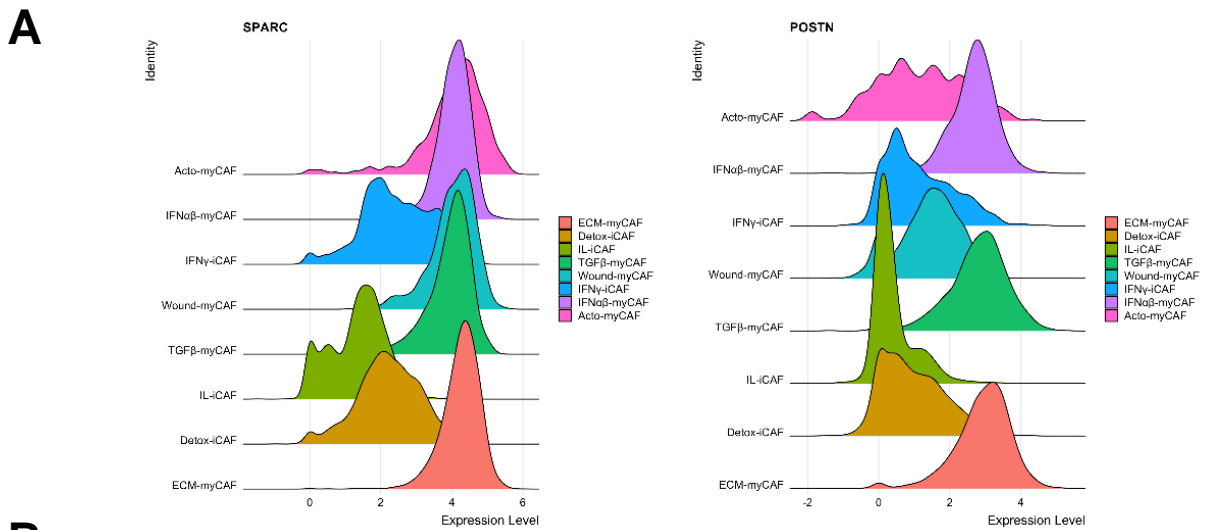 A
SPARC
Identity
Acto-myCAF
IFNαβ-myCAF
IFNγ-iCAF
Wound-myCAF
TGFβ-myCAF
IL-iCAF
Detox-iCAF
ECM-myCAF
0 2 4 6
Expression Level
ECM-myCAF
Detox-iCAF
IL-iCAF
TGFβ-myCAF
Wound-myCAF
IFNγ-iCAF
IFNαβ-myCAF
Acto-myCAF
POSTN
Identity
Acto-myCAF
IFNαβ-myCAF
IFNγ-iCAF
Wound-myCAF
TGFβ-myCAF
IL-iCAF
Detox-iCAF
ECM-myCAF
-2 0 2 4
Expression Level
ECM-myCAF
Detox-iCAF
IL-iCAF
TGFβ-myCAF
Wound-myCAF
IFNγ-iCAF
IFNαβ-myCAF
Acto-myCAF